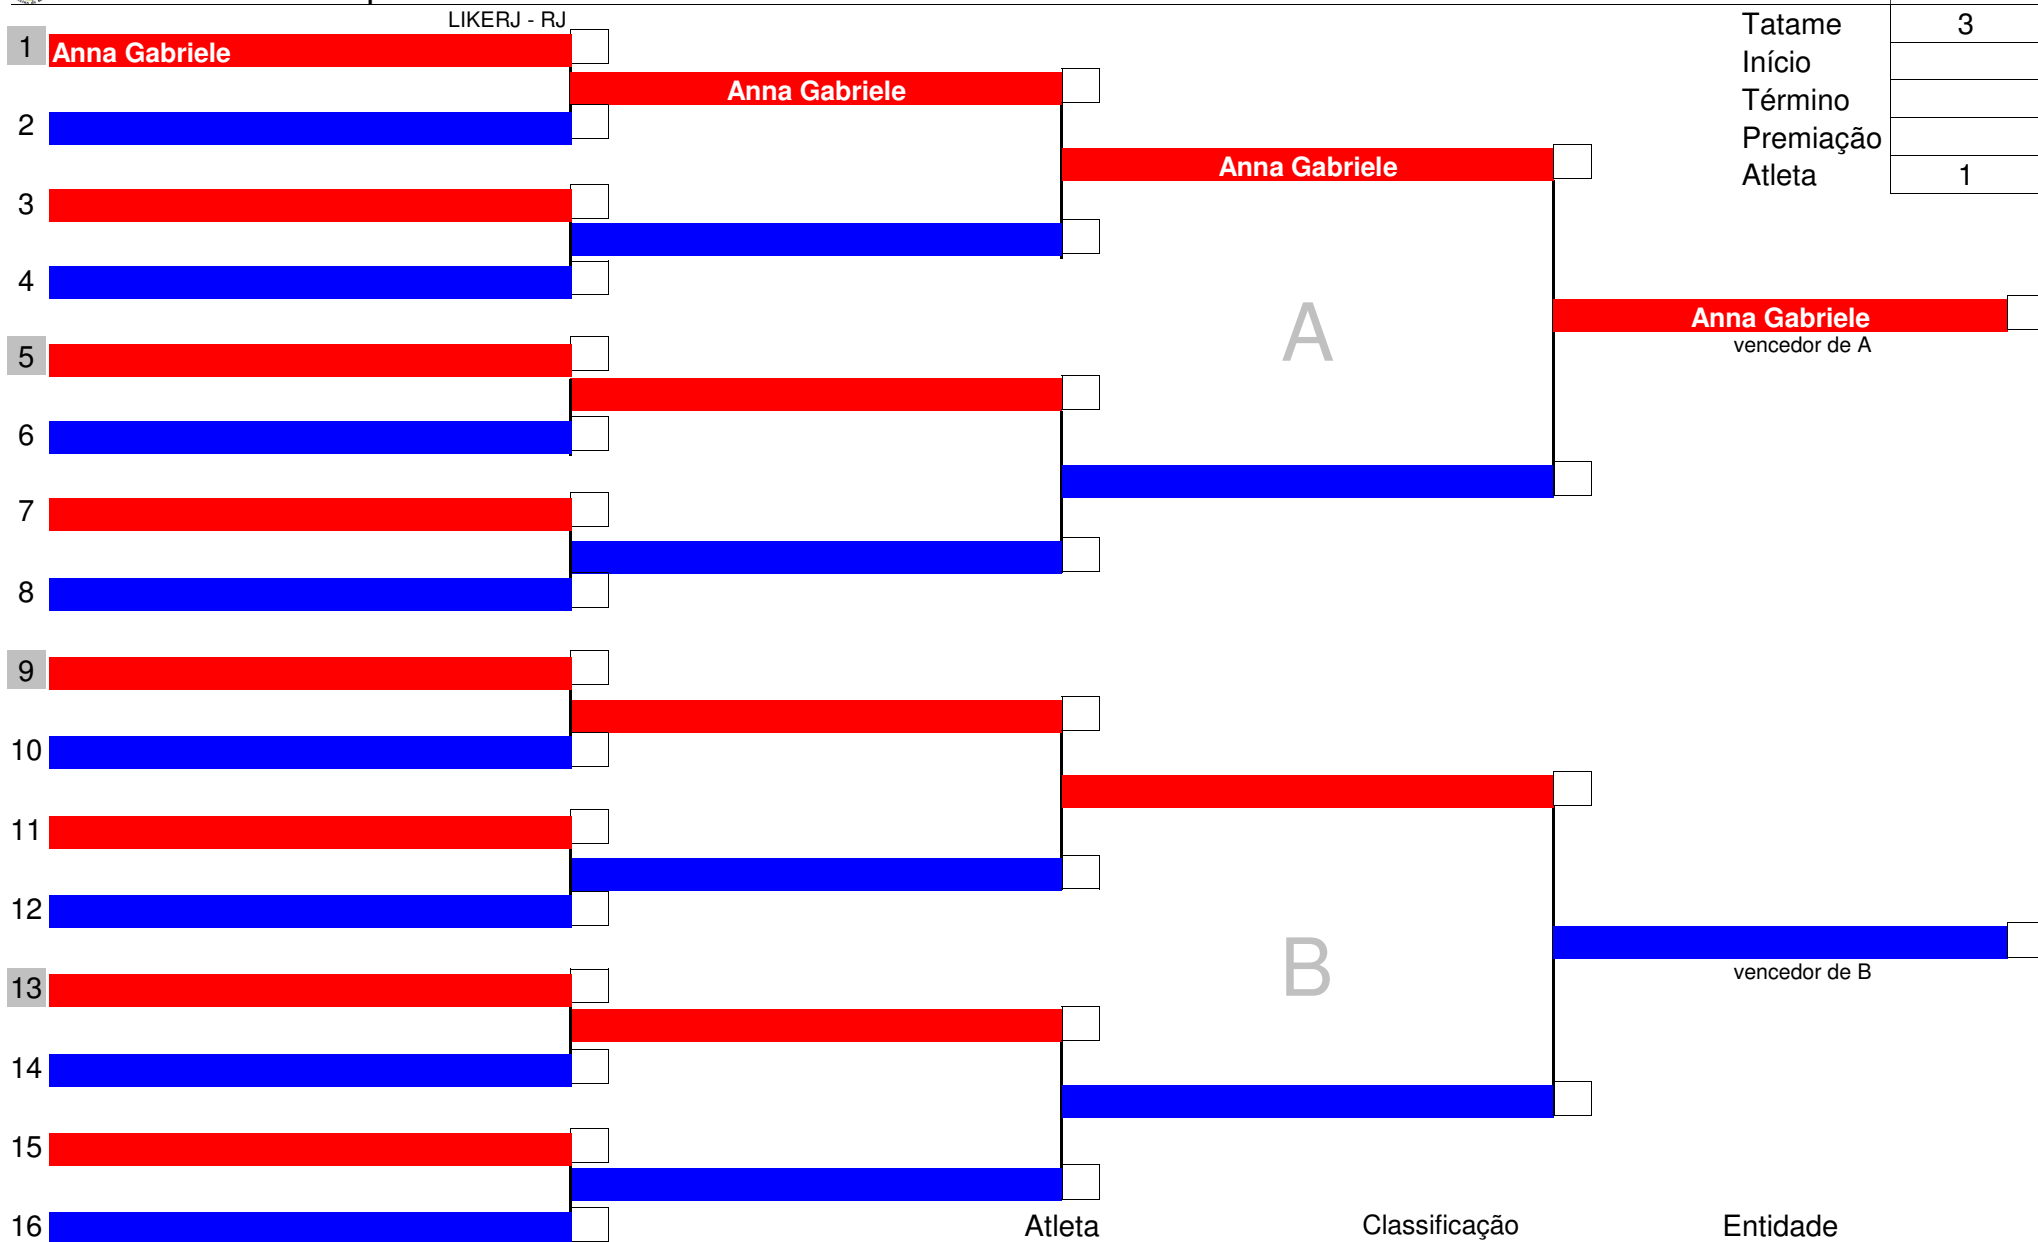 LIKERJ - RJ
Tatame 3
1 Anna Gabriele
Início
Anna Gabriele
Término
2
Premiação
Anna Gabriele
Atleta 1
3
4
A
Anna Gabriele
vencedor de A
5
6
7
8
9
10
11
12
B
vencedor de B
13
14
15
16
Atleta Classificação Entidade